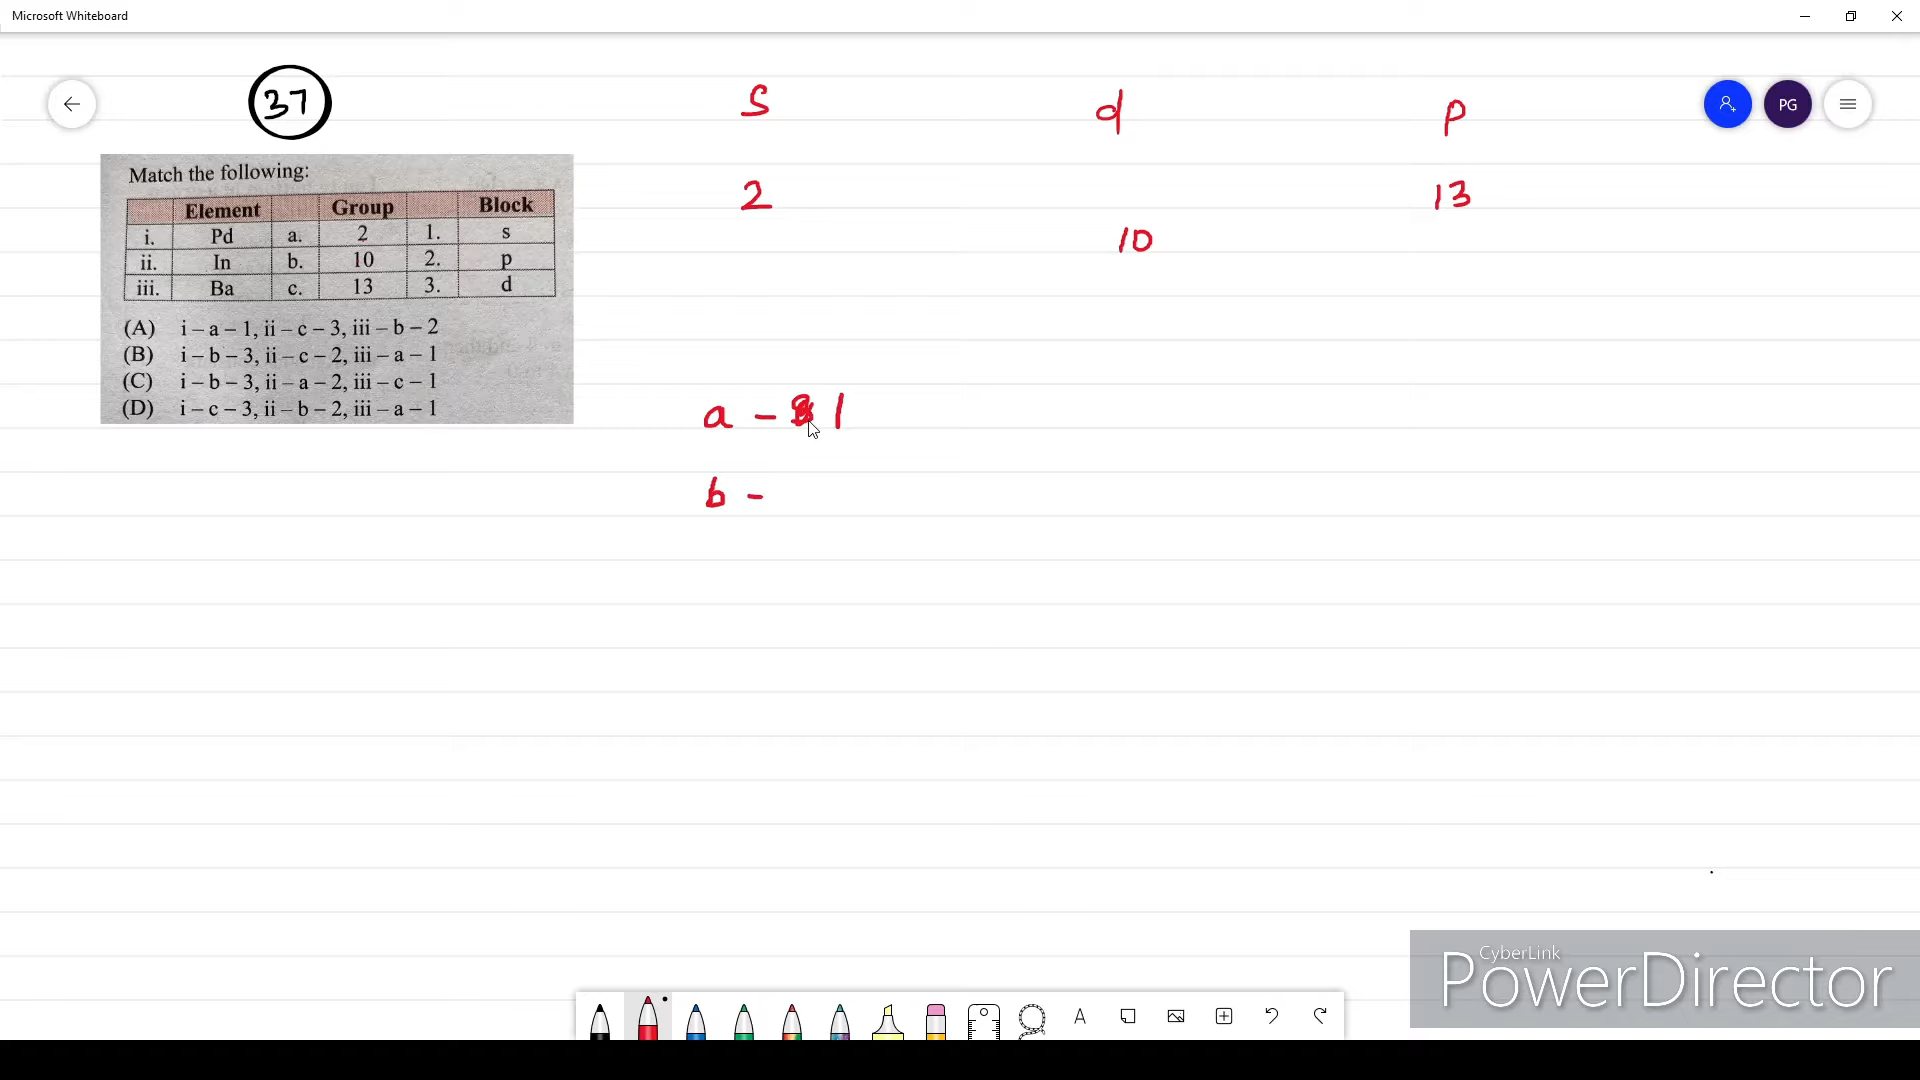 Microsoft Whiteboard
37
S d p
PG
2 13
10
Match the following:
Element Group Block
i. Pd a. 2 1. s
ii. In b. 10 2. p
iii. Ba c. 13 3. d
(A) i – a – 1, ii – c – 3, iii – b – 2
(B) i – b – 3, ii – c – 2, iii – a – 1
(C) i – b – 3, ii – a – 2, iii – c – 1
(D) i – c – 3, ii – b – 2, iii – a – 1
a – 1
b –
CyberLink
PowerDirector
A